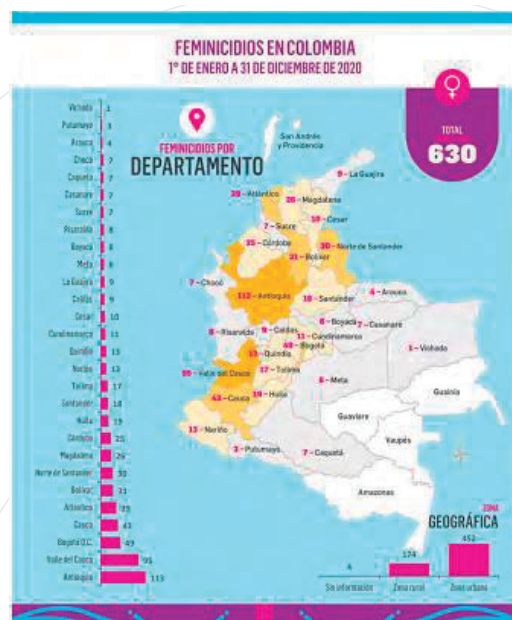 FEMINICIDIOS EN COLOMBIA
1° DE ENERO A 31 DE DICIEMBRE DE 2020
TOTAL
630
FEMINICIDIOS POR
DEPARTAMENTO
Vichada 1
Putumayo 3
Arauca 4
Choco 7
Caqueta 7
Casanare 7
Sucre 7
Risaralda 8
Boyacá 8
Meta 8
La Guajira 9
Caldas 9
Cesar 10
Cundinamarca 11
Quindío 13
Nariño 13
Tolima 17
Santander 18
Huila 19
Córdoba 25
Magdalena 26
Norte de Santander 30
Bolívar 31
Atlántico 39
Cauca 43
Bogotá D.C. 49
Valle del Cauca 95
Antioquia 113
San Andrés
y Providencia
9 - La Guajira
39 - Atlántico
26 - Magdalena
10 - Cesar
7 - Sucre
30 - Norte de Santander
25 - Córdoba
31 - Bolívar
7 - Chocó
Antioquia
18 - Santander
4 - Arauca
8 - Boyacá
7 - Casanare
8 - Risaralda
9 - Caldas
11 - Cundinamarca
Bogotá
1 - Vichada
13 - Quindía
95 - Valle del Cauca
17 - Tolima
8 - Meta
Guainía
43 - Cauca
19 - Huila
Guaviare
13 - Nariño
Vaupés
3 - Putumayo
7 - Caquetá
Amazonas
ZONA
GEOGRÁFICA
4
174
452
Sin información
Zona rural
Zona urbana